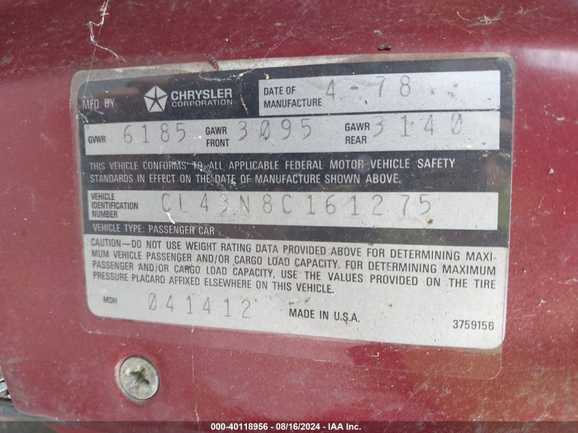 MFD BY CHRYSLER CORPORATION DATE OF MANUFACTURE 4-78
GVWR 6185 GAWR FRONT 3095 GAWR REAR 3140
THIS VEHICLE CONFORMS TO ALL APPLICABLE FEDERAL MOTOR VEHICLE SAFETY
STANDARDS IN EFFECT ON THE DATE OF MANUFACTURE SHOWN ABOVE.
VEHICLE IDENTIFICATION NUMBER CL43N8C161275
VEHICLE TYPE: PASSENGER CAR
CAUTION—DO NOT USE WEIGHT RATING DATA PROVIDED ABOVE FOR DETERMINING MAXI-
MUM VEHICLE PASSENGER AND/OR CARGO LOAD CAPACITY. FOR DETERMINING MAXIMUM
PASSENGER AND/OR CARGO LOAD CAPACITY, USE THE VALUES PROVIDED ON THE TIRE
PRESSURE PLACARD AFFIXED ELSEWHERE ON THIS VEHICLE.
MDH 041412 MADE IN U.S.A. 3759156
000-40118956 - 08/16/2024 - IAA Inc.